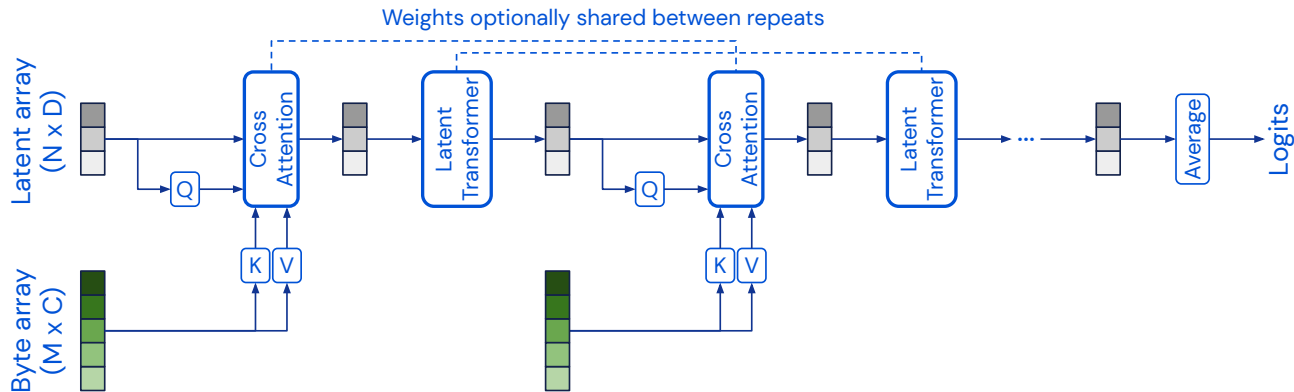 Weights optionally shared between repeats
Latent array
(N x D)
Q
Cross
Attention
Latent
Transformer
Q
Cross
Attention
Latent
Transformer
...
Average
Logits
K
V
K
V
Byte array
(M x C)